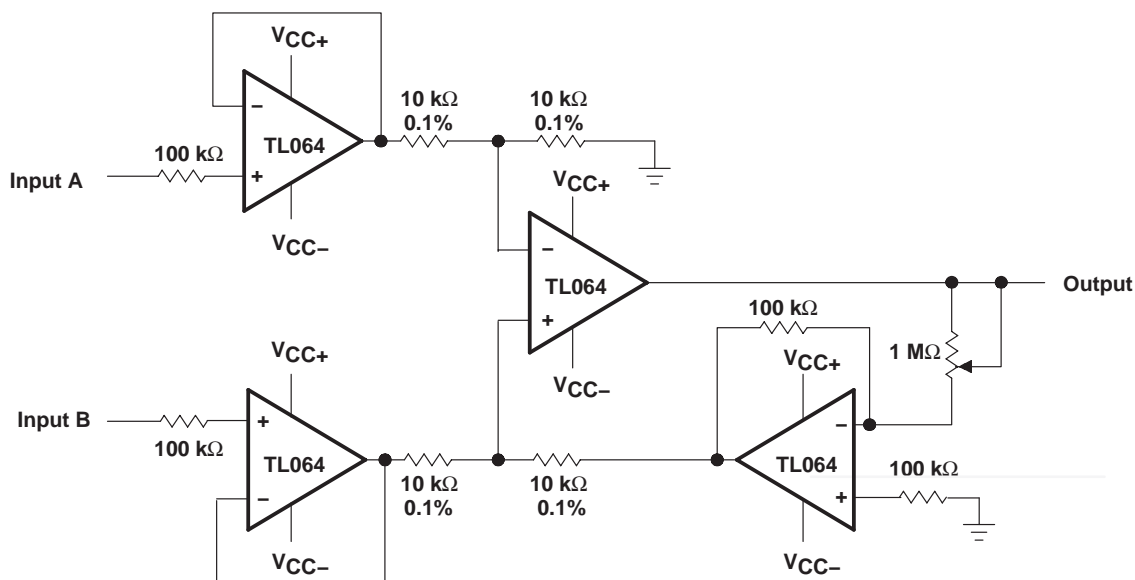 VCC+
10 kΩ
0.1%
10 kΩ
0.1%
−
TL064
100 kΩ
Input A
+
VCC+
VCC−
−
TL064
Output
100 kΩ
+
VCC+
1 MΩ
VCC+
VCC−
Input B
+
−
100 kΩ
TL064
TL064
100 kΩ
−
10 kΩ
0.1%
10 kΩ
0.1%
+
VCC−
VCC−